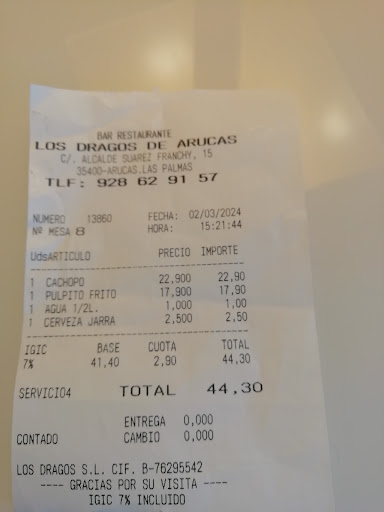 BAR RESTAURANTE
LOS DRAGOS DE ARUCAS
C/. ALCALDE SUAREZ FRANCHY, 15
35400-ARUCAS.LAS PALMAS
TLF: 928 62 91 57
NUMERO 13860 FECHA: 02/03/2024
Nº MESA 8 HORA: 15:21:44
UdsARTICULO PRECIO IMPORTE
1 CACHOPO 22,900 22,90
1 PULPITO FRITO 17,900 17,90
1 AGUA 1/2L. 1,000 1,00
1 CERVEZA JARRA 2,500 2,50
IGIC BASE CUOTA TOTAL
7% 41,40 2,90 44,30
SERVICIO4 TOTAL 44,30
ENTREGA 0,000
CONTADO CAMBIO 0,000
LOS DRAGOS S.L. CIF. B-76295542
---- GRACIAS POR SU VISITA ----
IGIC 7% INCLUIDO